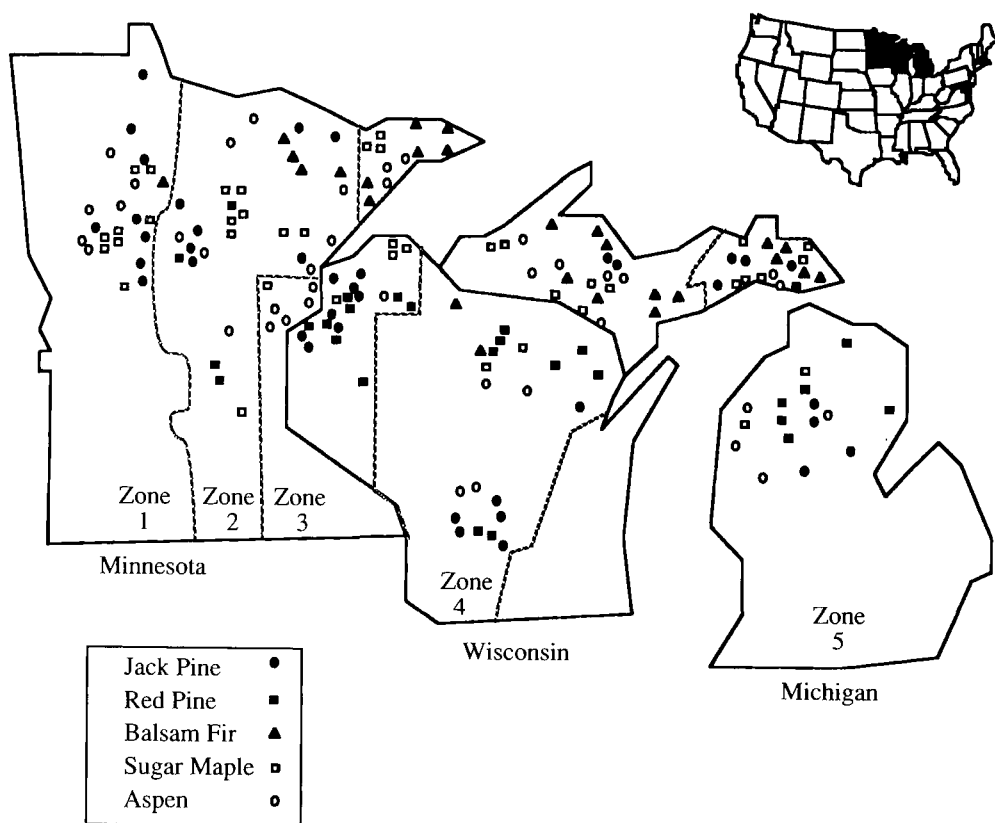 Zone
1
Zone
2
Zone
3
Minnesota
Zone
4
Wisconsin
Zone
5
Michigan
Jack Pine
Red Pine
Balsam Fir
Sugar Maple
Aspen